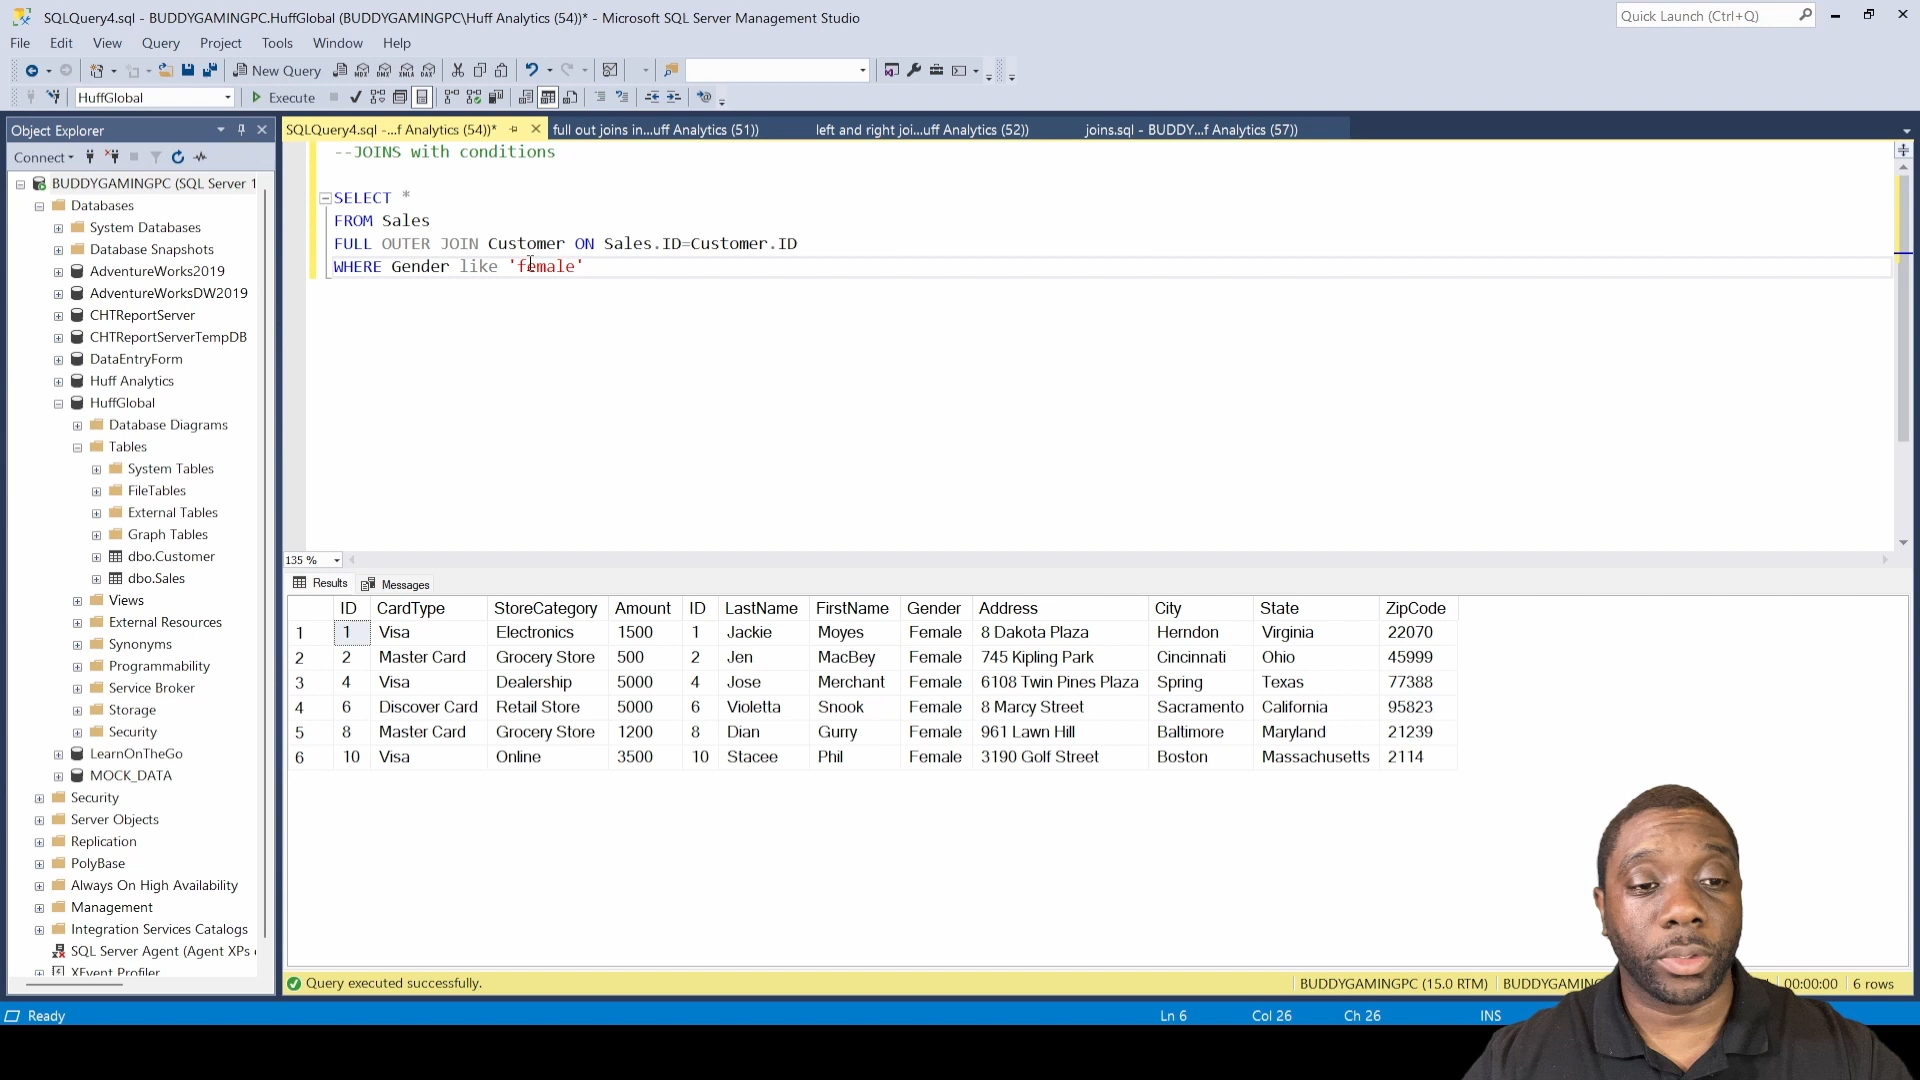 SQLQuery4.sql - BUDDYGAMINGPC.HuffGlobal (BUDDYGAMINGPC\Huff Analytics (54))* - Microsoft SQL Server Management Studio
Quick Launch (Ctrl+Q)
File Edit View Query Project Tools Window Help
New Query
HuffGlobal
Execute
Object Explorer
SQLQuery4.sql -...f Analytics (54))*
full out joins in...uff Analytics (51))
left and right joi...uff Analytics (52))
joins.sql - BUDDY...f Analytics (57))
Connect
BUDDYGAMINGPC (SQL Server 1
Databases
System Databases
Database Snapshots
AdventureWorks2019
AdventureWorksDW2019
CHTReportServer
CHTReportServerTempDB
DataEntryForm
Huff Analytics
HuffGlobal
Database Diagrams
Tables
System Tables
FileTables
External Tables
Graph Tables
dbo.Customer
dbo.Sales
Views
External Resources
Synonyms
Programmability
Service Broker
Storage
Security
LearnOnTheGo
MOCK_DATA
Security
Server Objects
Replication
PolyBase
Always On High Availability
Management
Integration Services Catalogs
SQL Server Agent (Agent XPs
XEvent Profiler
--JOINS with conditions
SELECT *
FROM Sales
FULL OUTER JOIN Customer ON Sales.ID=Customer.ID
WHERE Gender like 'female'
135 %
Results Messages
ID CardType StoreCategory Amount ID LastName FirstName Gender Address City State ZipCode
1 1 Visa Electronics 1500 1 Jackie Moyes Female 8 Dakota Plaza Herndon Virginia 22070
2 2 Master Card Grocery Store 500 2 Jen MacBey Female 745 Kipling Park Cincinnati Ohio 45999
3 4 Visa Dealership 5000 4 Jose Merchant Female 6108 Twin Pines Plaza Spring Texas 77388
4 6 Discover Card Retail Store 5000 6 Violetta Snook Female 8 Marcy Street Sacramento California 95823
5 8 Master Card Grocery Store 1200 8 Dian Gurry Female 961 Lawn Hill Baltimore Maryland 21239
6 10 Visa Online 3500 10 Stacee Phil Female 3190 Golf Street Boston Massachusetts 2114
Query executed successfully.
BUDDYGAMINGPC (15.0 RTM) BUDDYGAMIN 00:00:00 6 rows
Ready
Ln 6 Col 26 Ch 26 INS